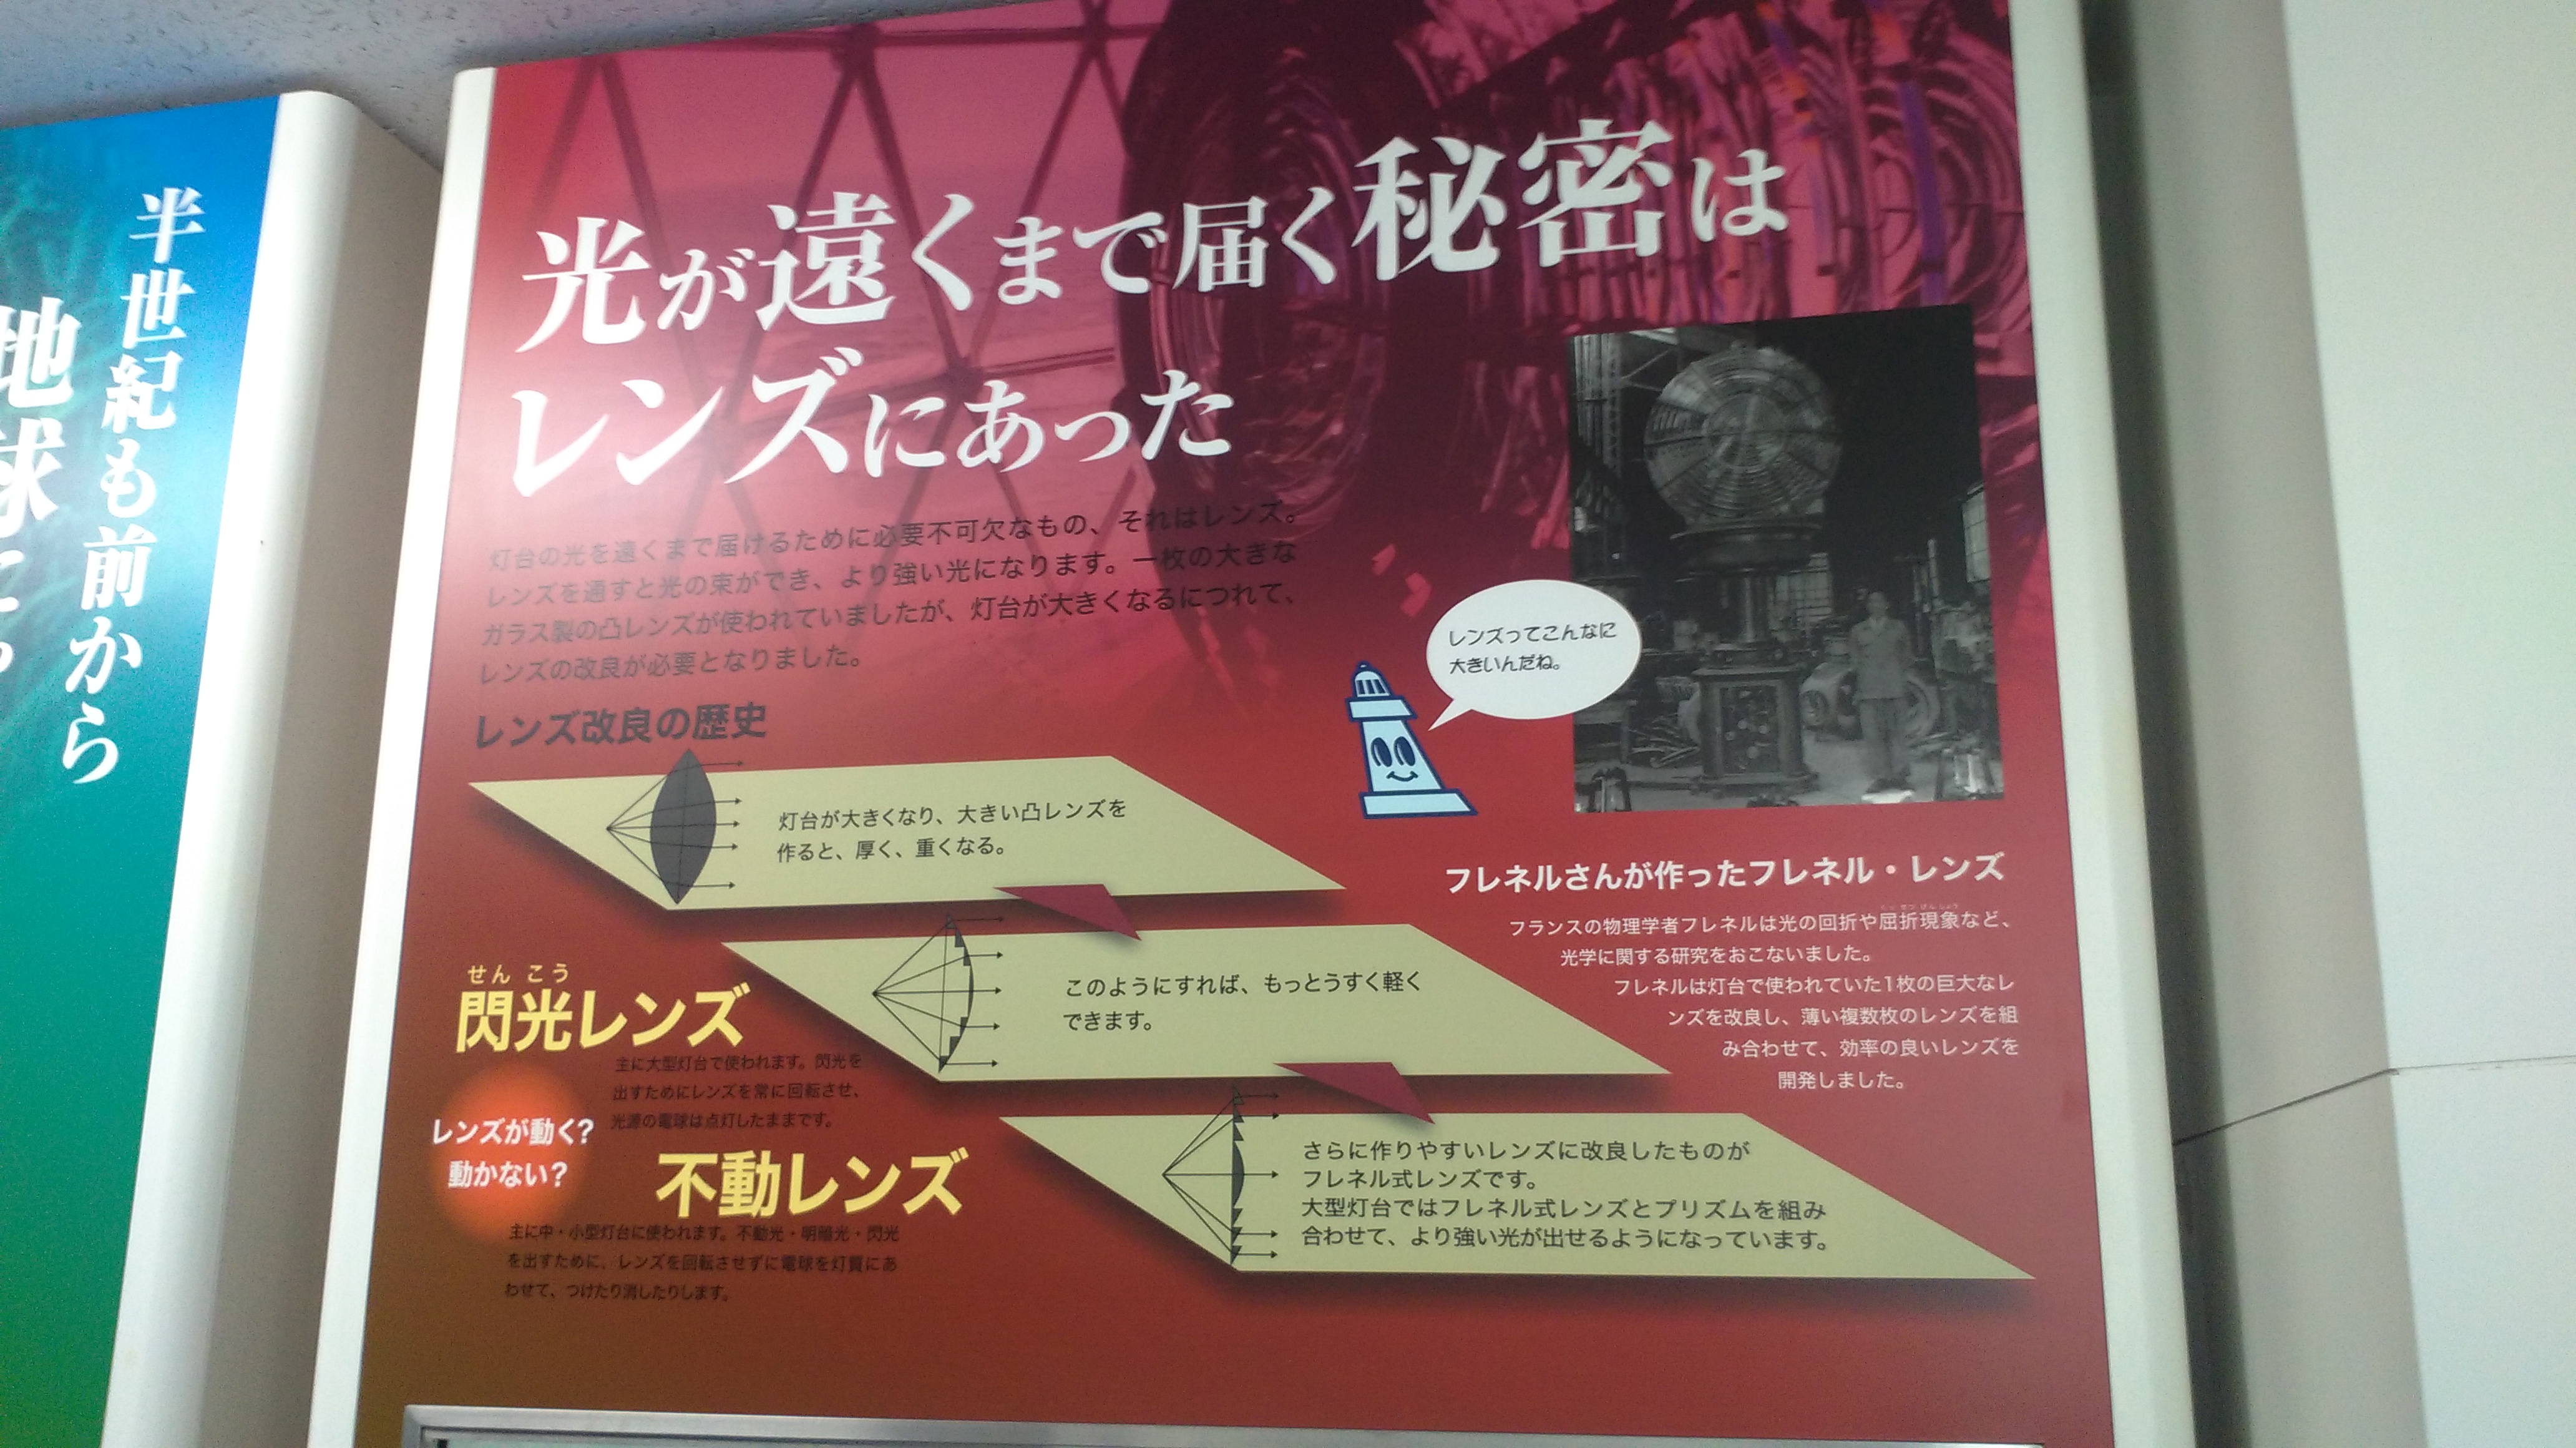 半世紀も前から
地球に
光が遠くまで届く秘密は
レンズにあった
灯台の光を遠くまで届けるために必要不可欠なもの、それはレンズ。
レンズを通すと光の束ができ、より強い光になります。一枚の大きな
ガラス製の凸レンズが使われていましたが、灯台が大きくなるにつれて、
レンズの改良が必要となりました。
レンズってこんなに
大きいんだね。
レンズ改良の歴史
灯台が大きくなり、大きい凸レンズを
作ると、厚く、重くなる。
このようにすれば、もっとうすく軽く
できます。
さらに作りやすいレンズに改良したものが
フレネル式レンズです。
大型灯台ではフレネル式レンズとプリズムを組み
合わせて、より強い光が出せるようになっています。
フレネルさんが作ったフレネル・レンズ
フランスの物理学者フレネルは光の回折や屈折現象など、
光学に関する研究をおこないました。
フレネルは灯台で使われていた1枚の巨大なレ
ンズを改良し、薄い複数枚のレンズを組
み合わせて、効率の良いレンズを
開発しました。
せん こう
閃光レンズ
主に大型灯台で使われます。閃光を
出すためにレンズを常に回転させ、
光源の電球は点灯したままです。
レンズが動く?
動かない?
不動レンズ
主に中・小型灯台に使われます。不動光・明暗光・閃光
を出すために、レンズを回転させずに電球を灯質にあ
わせて、つけたり消したりします。